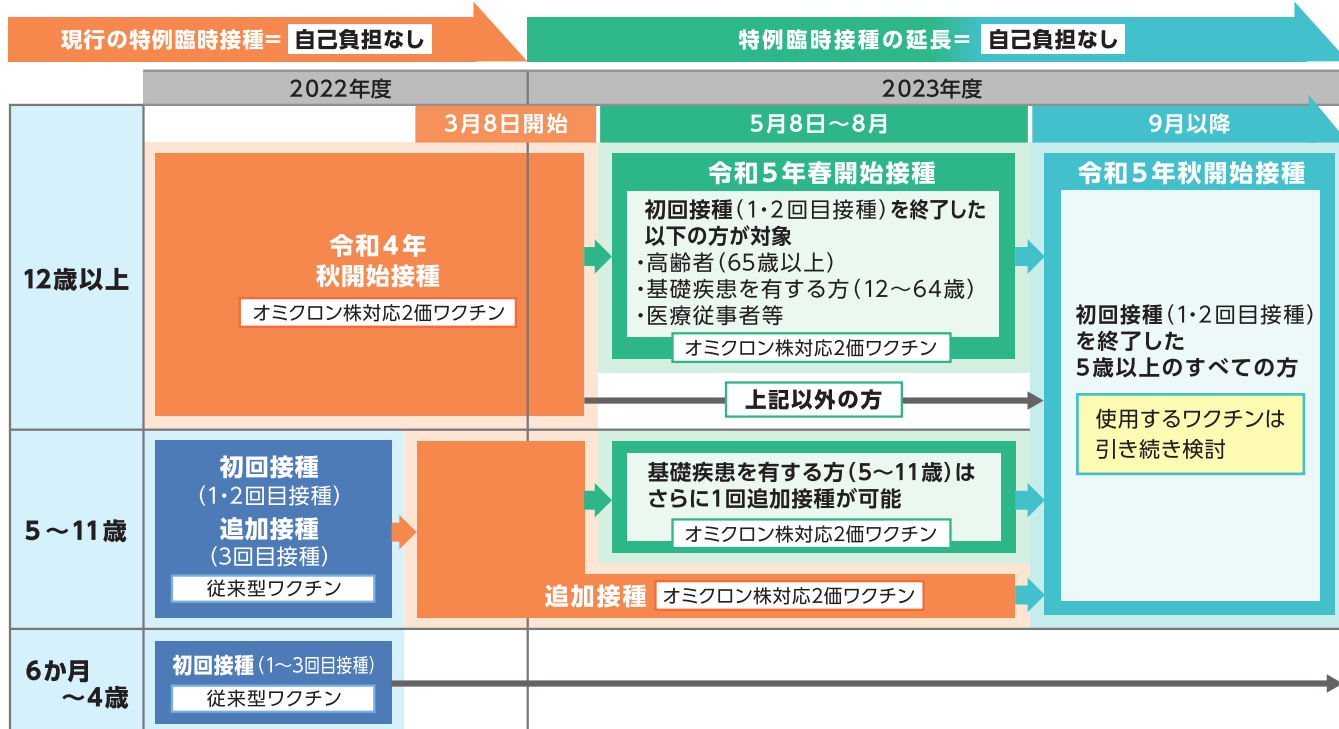 現行の特例臨時接種= 自己負担なし
特例臨時接種の延長= 自己負担なし
2022年度
2023年度
3月8日開始
5月8日〜8月
9月以降
12歳以上
令和4年
秋開始接種
オミクロン株対応2価ワクチン
令和5年春開始接種
初回接種(1・2回目接種)を終了した
以下の方が対象
・高齢者(65歳以上)
・基礎疾患を有する方(12〜64歳)
・医療従事者等
オミクロン株対応2価ワクチン
上記以外の方
令和5年秋開始接種
初回接種(1・2回目接種)
を終了した
5歳以上のすべての方
使用するワクチンは
引き続き検討
5〜11歳
初回接種
(1・2回目接種)
追加接種
(3回目接種)
従来型ワクチン
基礎疾患を有する方(5〜11歳)は
さらに1回追加接種が可能
オミクロン株対応2価ワクチン
追加接種 オミクロン株対応2価ワクチン
6か月
〜4歳
初回接種(1〜3回目接種)
従来型ワクチン